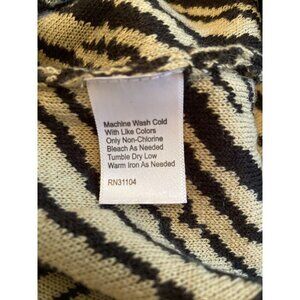 Machine Wash Cold
With Like Colors
Only Non-Chlorine
Bleach As Needed
Tumble Dry Low
Warm Iron As Needed
RN31104